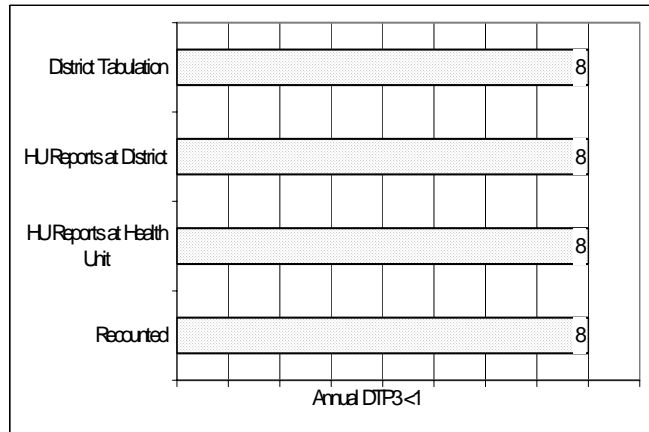 District Tabulation
8
HU Reports at District
8
HU Reports at Health
Unit
8
Recounted
8
Annual DTP3 <1